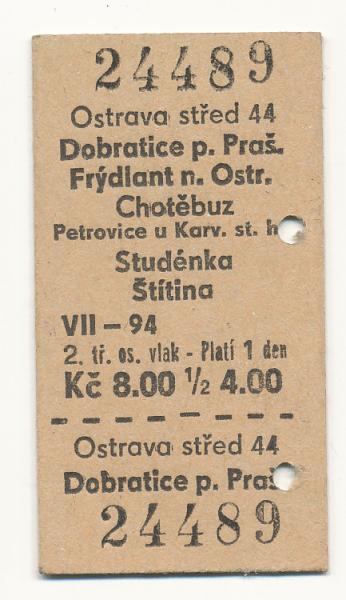 24489
Ostrava střed 44
Dobratice p. Praš.
Frýdlant n. Ostr.
Chotěbuz
Petrovice u Karv. st. h
Studénka
Štítina
VII – 94
2. tř. os. vlak - Platí 1 den
Kč 8.00 ½ 4.00
Ostrava střed 44
Dobratice p. Praš
24489